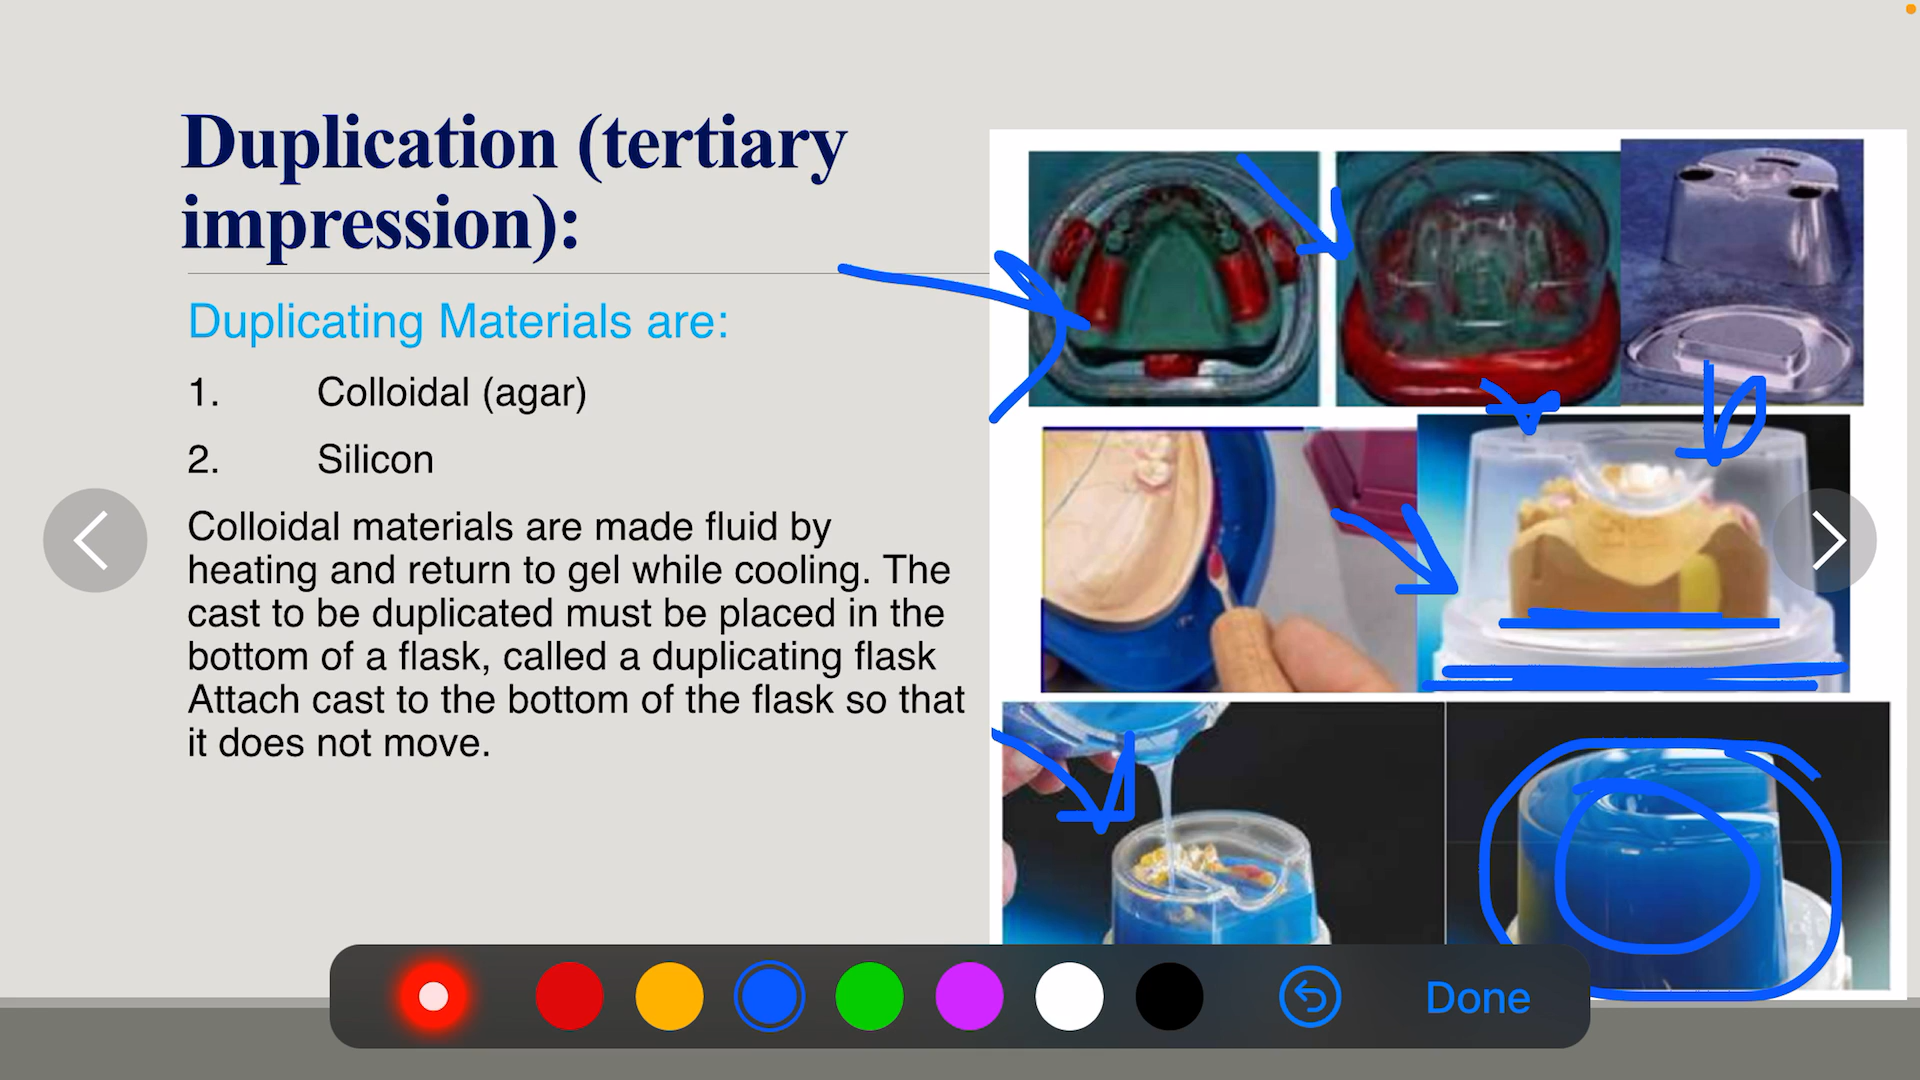 Duplication (tertiary
impression):
Duplicating Materials are:
1. Colloidal (agar)
2. Silicon
Colloidal materials are made fluid by
heating and return to gel while cooling. The
cast to be duplicated must be placed in the
bottom of a flask, called a duplicating flask
Attach cast to the bottom of the flask so that
it does not move.
Done